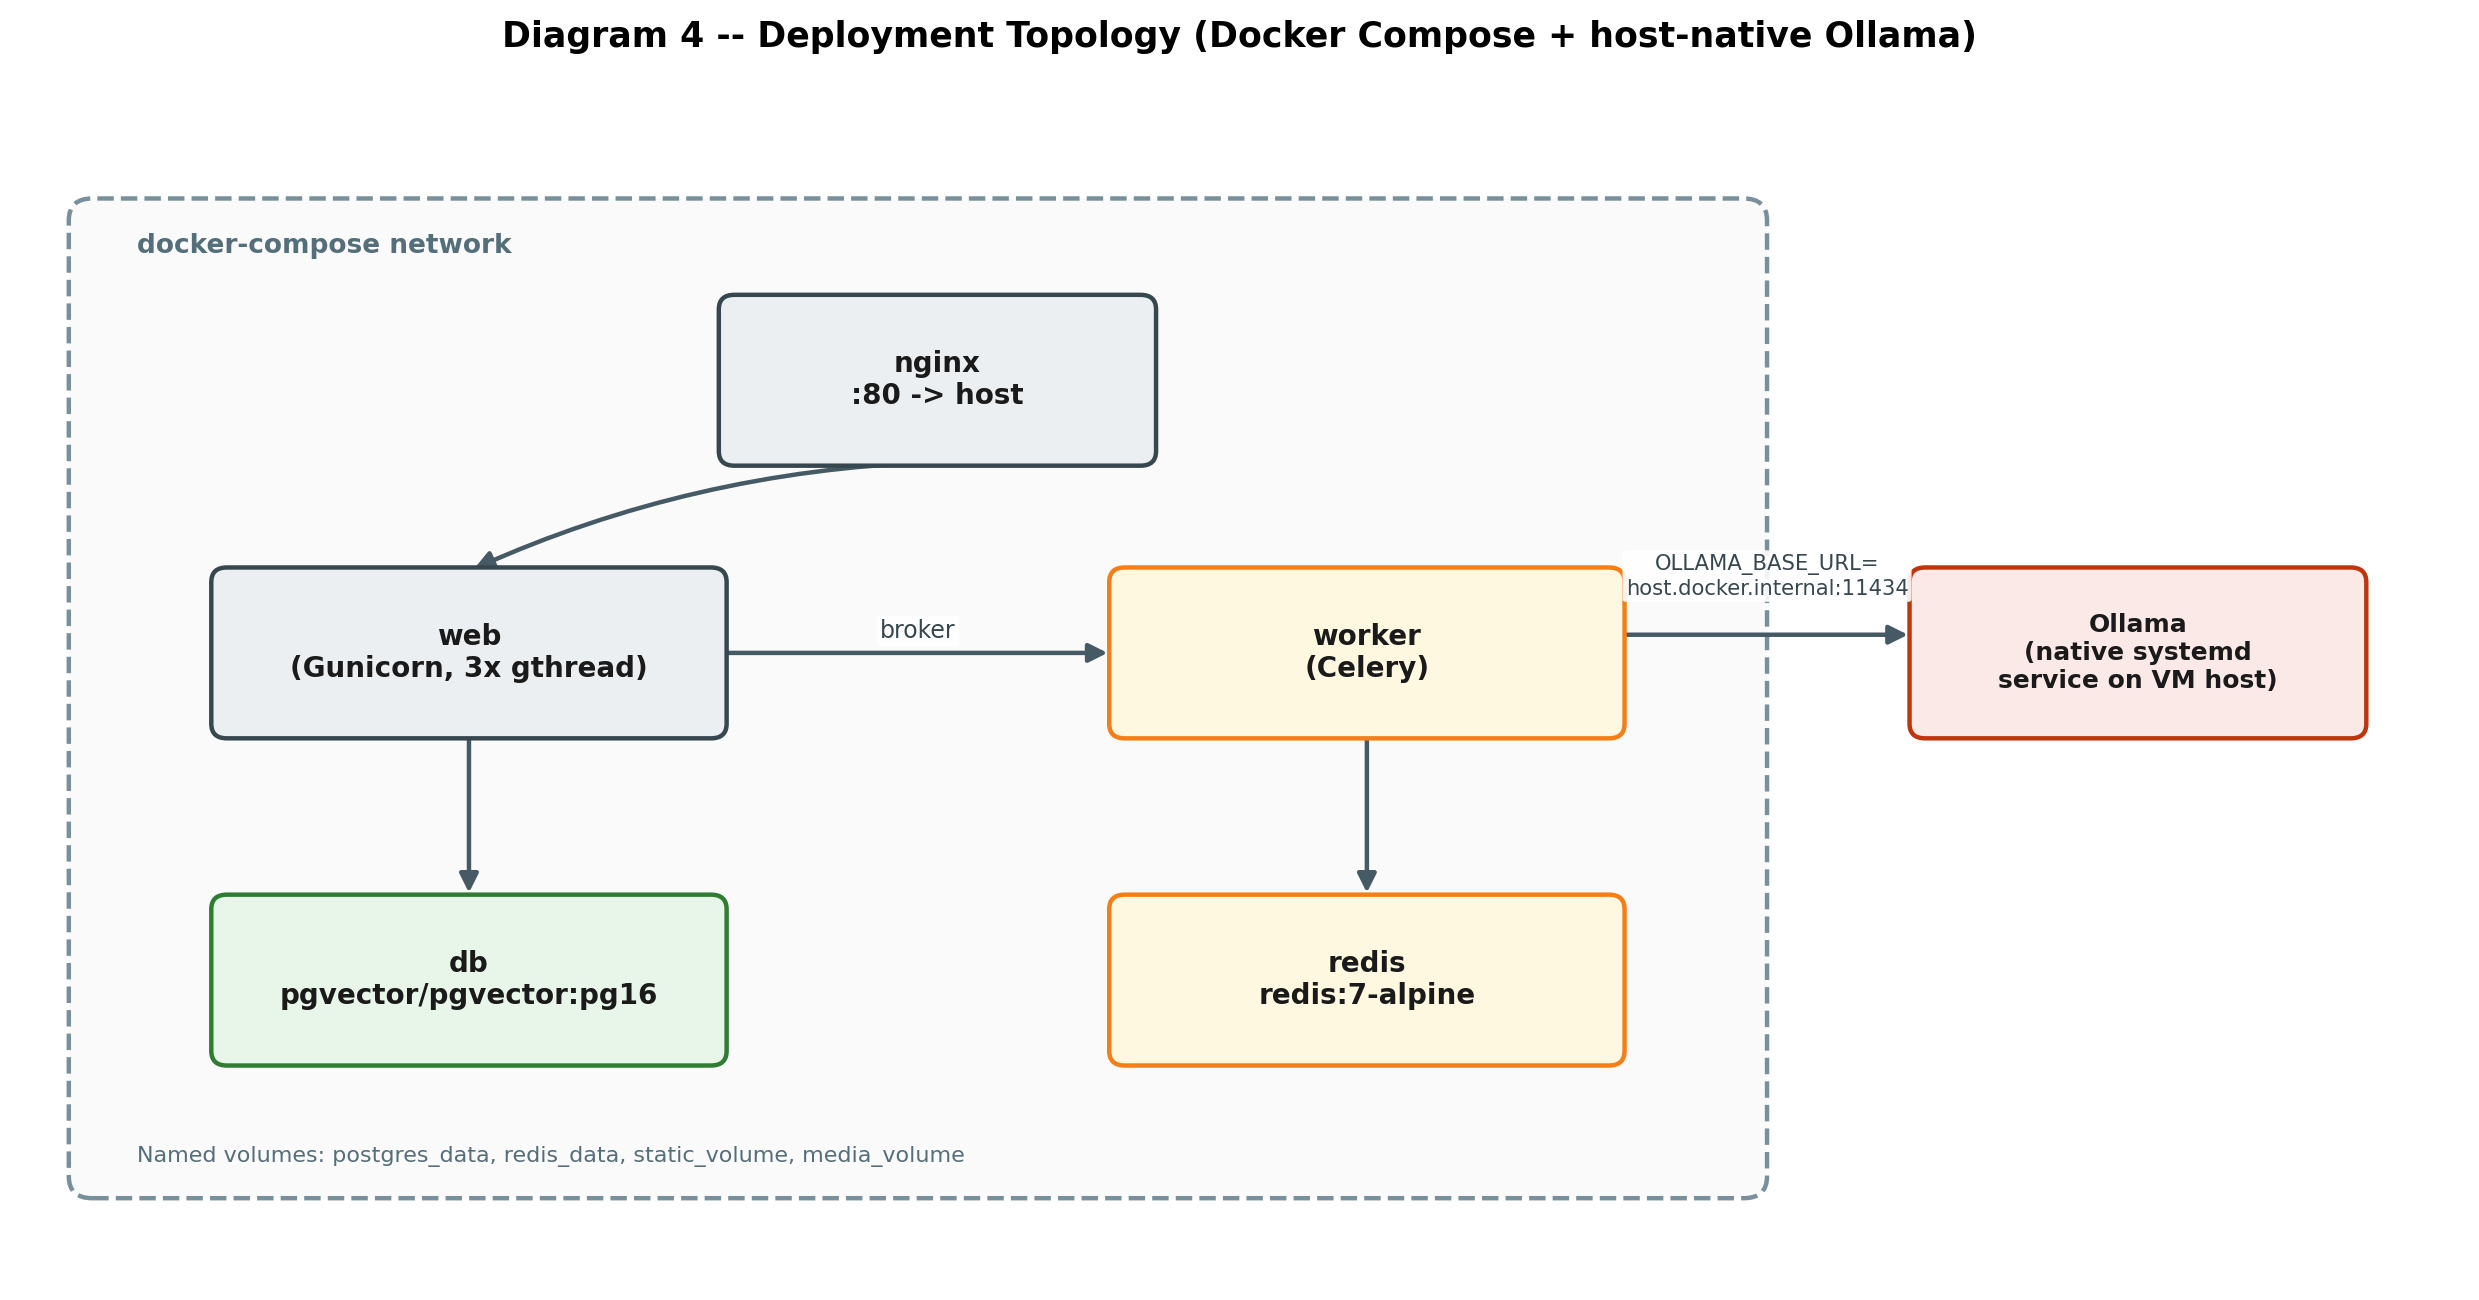 Diagram 4 -- Deployment Topology (Docker Compose + host-native Ollama)
docker-compose network
nginx
:80 -> host
web
(Gunicorn, 3x gthread)
broker
worker
(Celery)
OLLAMA_BASE_URL=
host.docker.internal:11434
Ollama
(native systemd
service on VM host)
db
pgvector/pgvector:pg16
redis
redis:7-alpine
Named volumes: postgres_data, redis_data, static_volume, media_volume